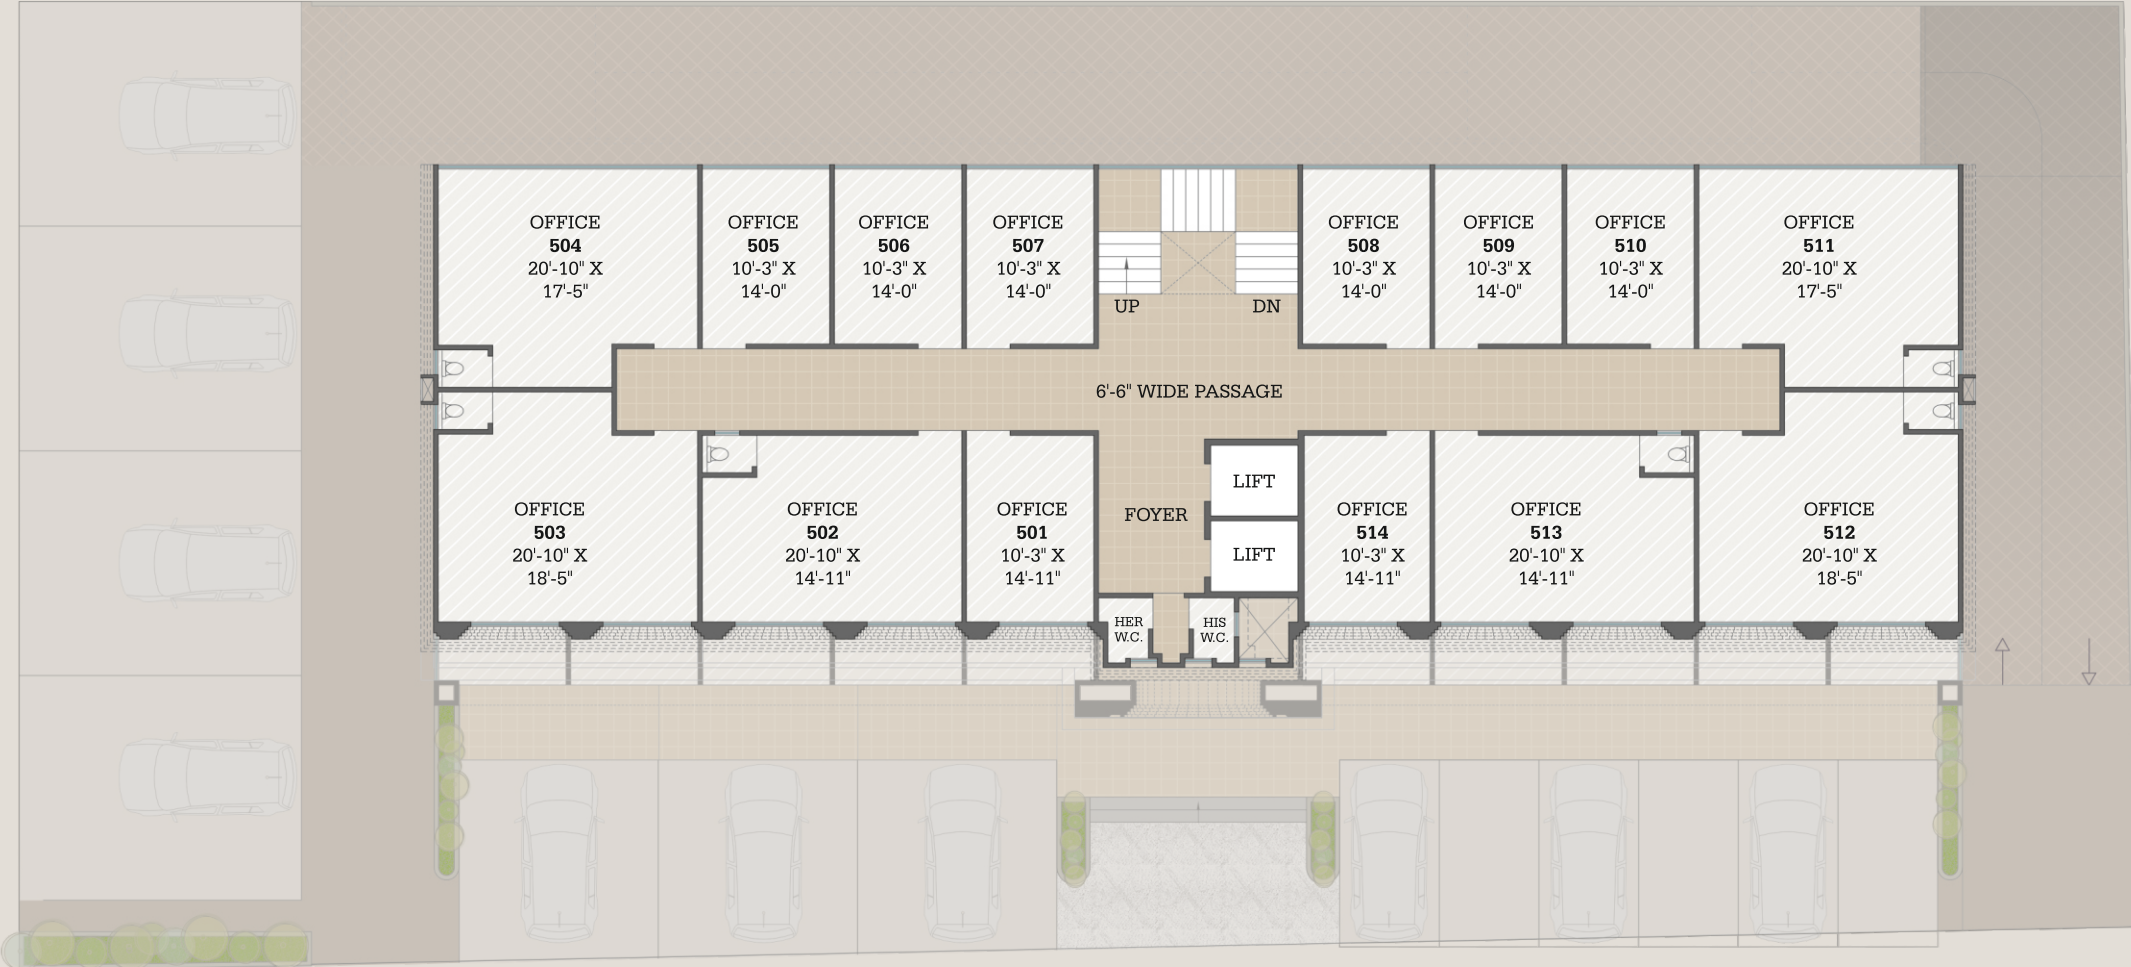 OFFICE
504
20'-10" X
17'-5"
OFFICE
505
10'-3" X
14'-0"
OFFICE
506
10'-3" X
14'-0"
OFFICE
507
10'-3" X
14'-0"
UP
DN
OFFICE
508
10'-3" X
14'-0"
OFFICE
509
10'-3" X
14'-0"
OFFICE
510
10'-3" X
14'-0"
OFFICE
511
20'-10" X
17'-5"
6'-6" WIDE PASSAGE
OFFICE
503
20'-10" X
18'-5"
OFFICE
502
20'-10" X
14'-11"
OFFICE
501
10'-3" X
14'-11"
FOYER
LIFT
LIFT
HER
W.C.
HIS
W.C.
OFFICE
514
10'-3" X
14'-11"
OFFICE
513
20'-10" X
14'-11"
OFFICE
512
20'-10" X
18'-5"